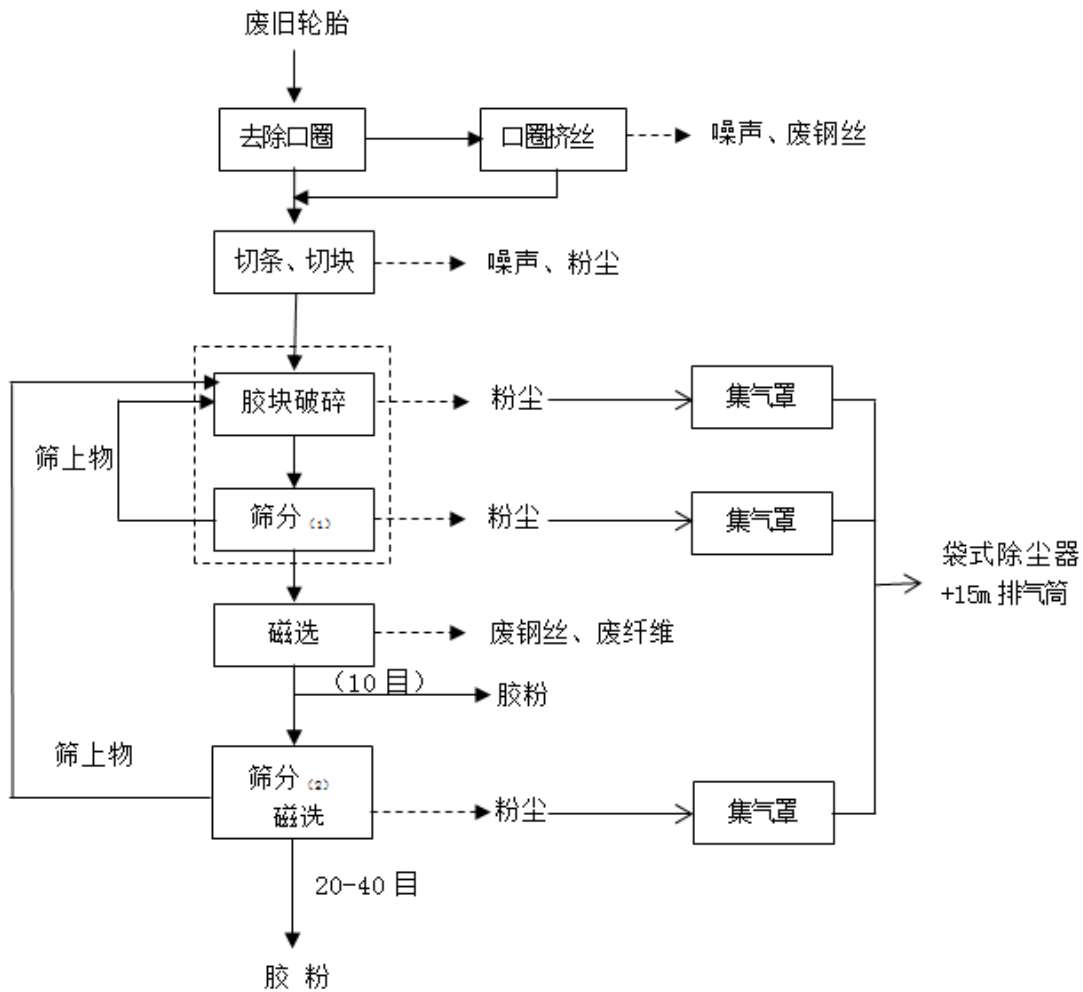 废旧轮胎
去除口圈
口圈挤丝
噪声、废钢丝
切条、切块
噪声、粉尘
胶块破碎
粉尘
集气罩
筛上物
筛分(1)
粉尘
集气罩
袋式除尘器
+15m 排气筒
磁选
废钢丝、废纤维
(10 目)
胶粉
筛上物
筛分(2)
磁选
粉尘
集气罩
20-40 目
胶 粉